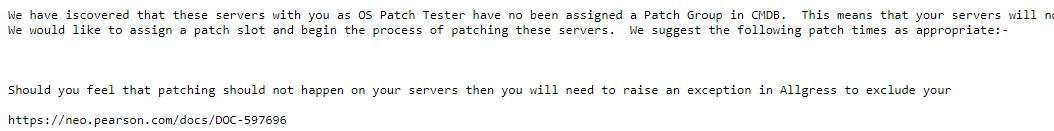 We have iscovered that these servers with you as OS Patch Tester have no been assigned a Patch Group in CMDB.  This means that your servers will
We would like to assign a patch slot and begin the process of patching these servers.  We suggest the following patch times as appropriate:-
Should you feel that patching should not happen on your servers then you will need to raise an exception in Allgress to exclude your
https://neo.pearson.com/docs/DOC-597696